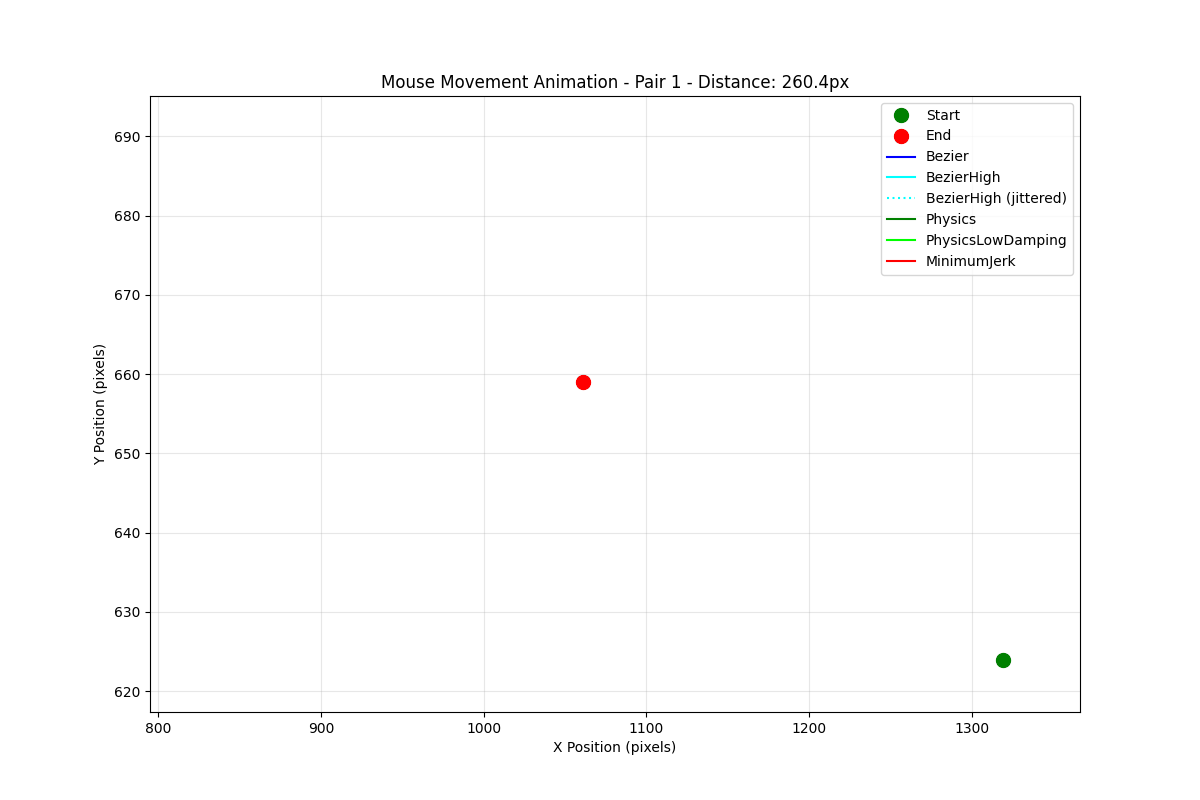 Mouse Movement Animation - Pair 1 - Distance: 260.4px
Start
End
Bezier
BezierHigh
BezierHigh (jittered)
Physics
PhysicsLowDamping
MinimumJerk
Y Position (pixels)
690
680
670
660
650
640
630
620
800 900 1000 1100 1200 1300
X Position (pixels)